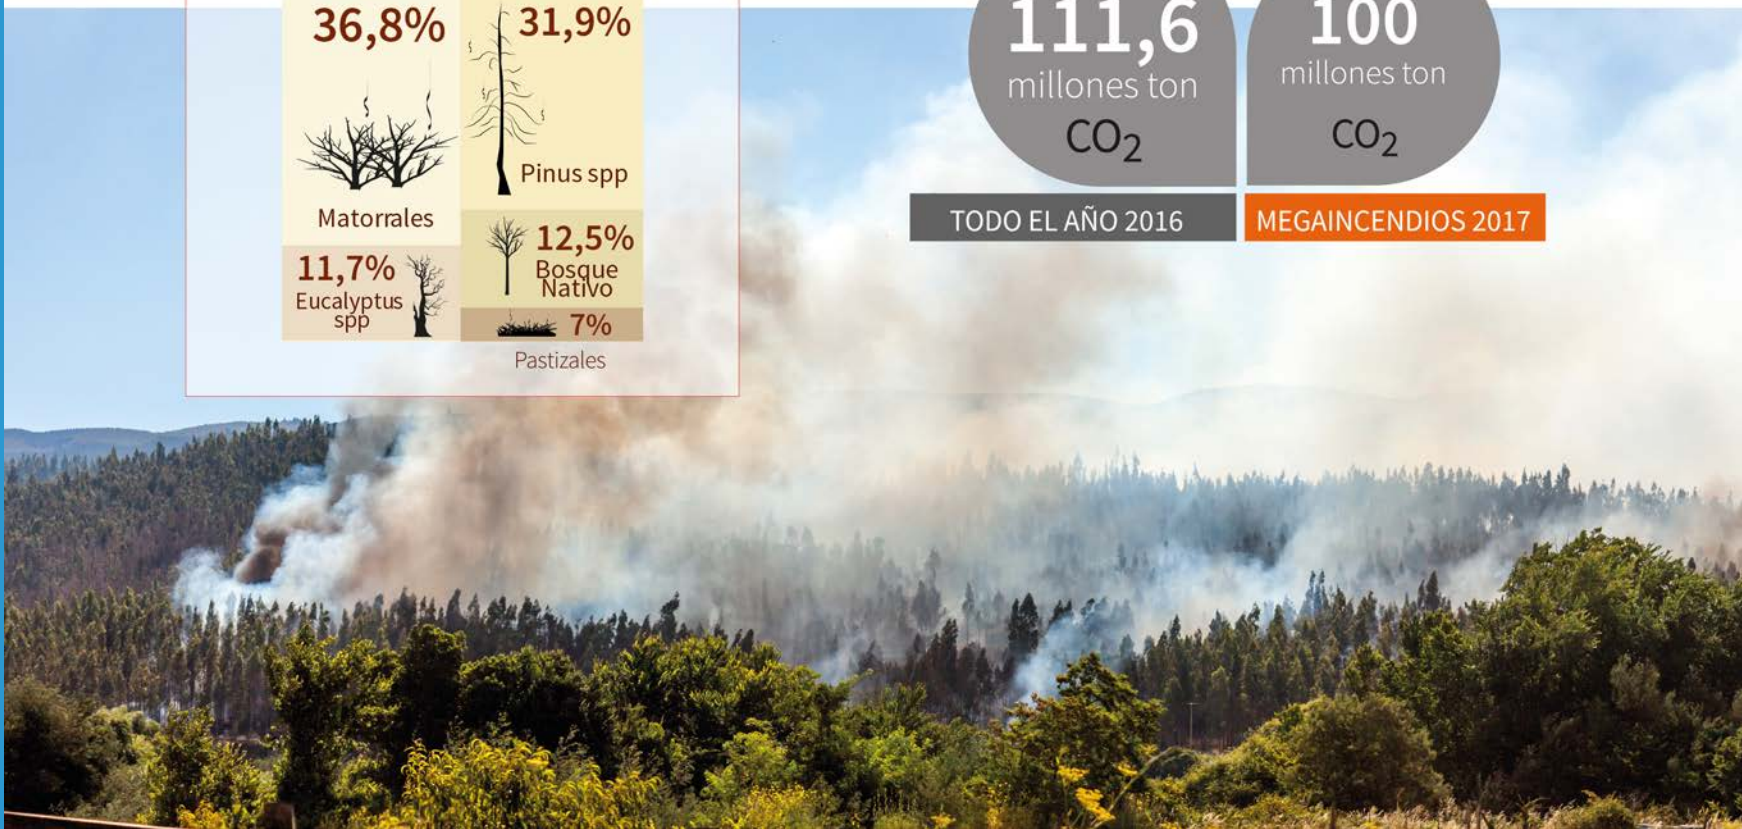 36,8%
Matorrales
31,9%
Pinus spp
11,7%
Eucalyptus
spp
12,5%
Bosque
Nativo
7%
Pastizales
111,6
millones ton
CO2
TODO EL AÑO 2016
100
millones ton
CO2
MEGAINCENDIOS 2017